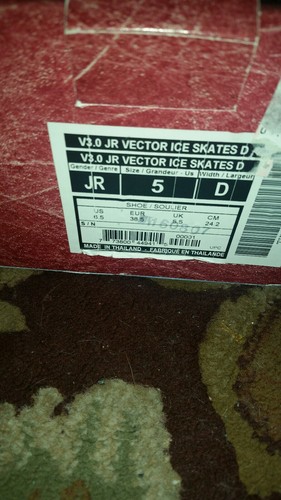 V3.0 JR VECTOR ICE SKATES D
V3.0 JR VECTOR ICE SKATES D
Gender / Genre Size / Grandeur - Us Width / Largeur
JR 5 D
SHOE / SOULIER
US EUR UK CM
6.5 38.5 5.5 24.2
S / N
00001
MADE IN THAILAND - FABRIQUÉ EN THAÏLANDE